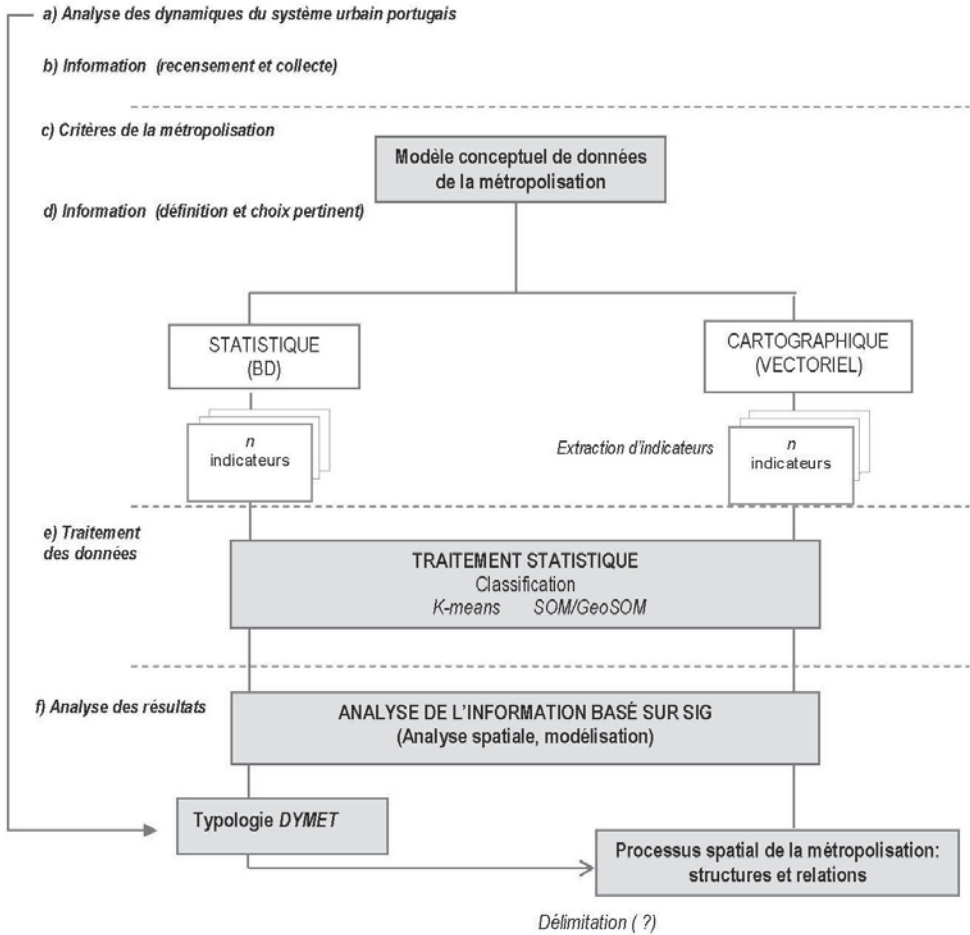 a) Analyse des dynamiques du système urbain portugais
b) Information (recensement et collecte)
c) Critères de la métropolisation
Modèle conceptuel de données
de la métropolisation
d) Information (définition et choix pertinent)
STATISTIQUE
(BD)
CARTOGRAPHIQUE
(VECTORIEL)
n
indicateurs
Extraction d'indicateurs
n
indicateurs
e) Traitement
des données
TRAITEMENT STATISTIQUE
Classification
K-means SOM/GeoSOM
f) Analyse des résultats
ANALYSE DE L'INFORMATION BASÉ SUR SIG
(Analyse spatiale, modélisation)
Typologie DYMET
Processus spatial de la métropolisation:
structures et relations
Délimitation ( ?)